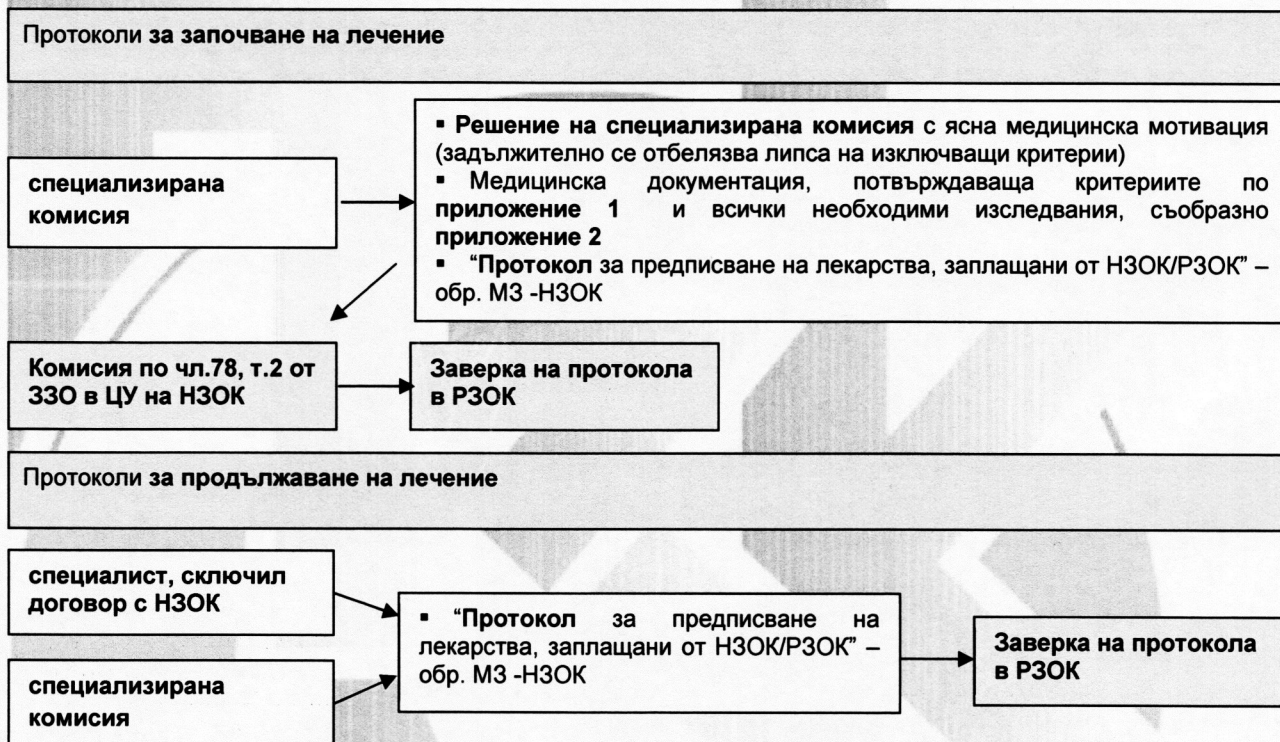 Протоколи за започване на лечение
специализирана
комисия
▪ Решение на специализирана комисия с ясна медицинска мотивация
(задължително се отбелязва липса на изключващи критерии)
▪ Медицинска документация, потвърждаваща критериите по
приложение 1 и всички необходими изследвания, съобразно
приложение 2
▪ “Протокол за предписване на лекарства, заплащани от НЗОК/РЗОК” –
обр. МЗ -НЗОК
Комисия по чл.78, т.2 от
ЗЗО в ЦУ на НЗОК
Заверка на протокола
в РЗОК
Протоколи за продължаване на лечение
специалист, сключил
договор с НЗОК
специализирана
комисия
▪ “Протокол за предписване на
лекарства, заплащани от НЗОК/РЗОК” –
обр. МЗ -НЗОК
Заверка на протокола
в РЗОК